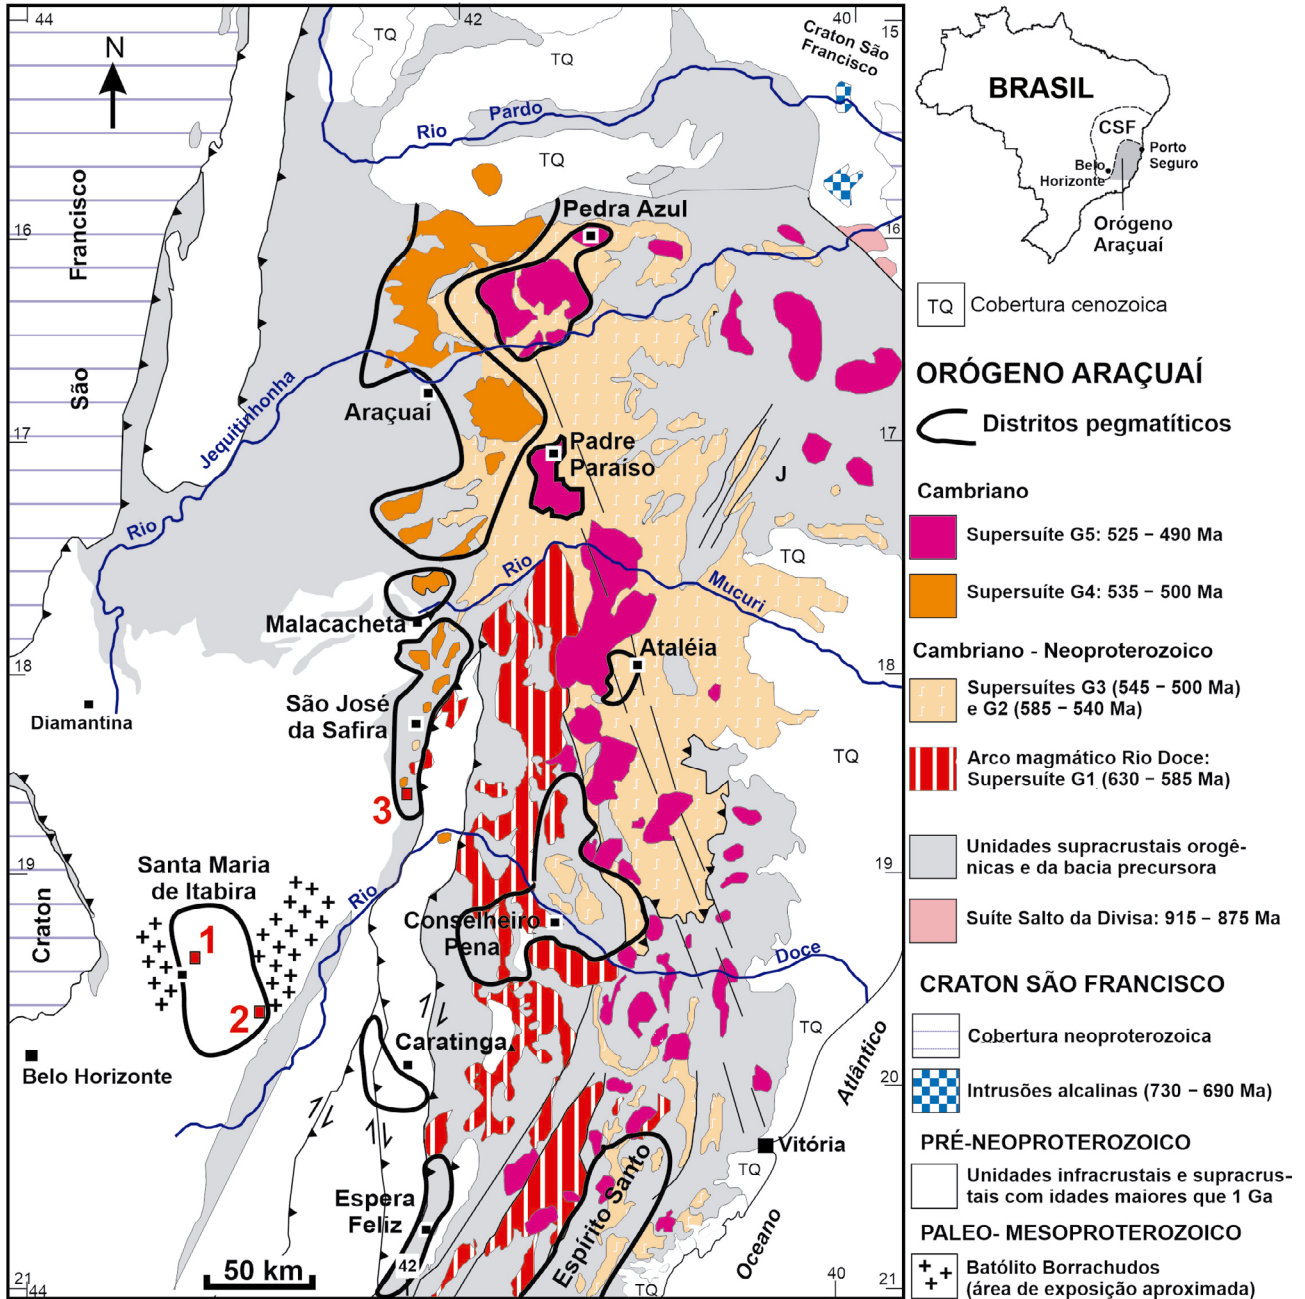 44
42
40
15
N
TQ
TQ
Craton São
Francisco
Rio
Pardo
TQ
Francisco
São
16
16
Pedra Azul
Rio
Jequitinhonha
Araçuaí
17
17
Padre
Paraíso
J
TQ
Rio
Mucuri
Malacacheta
18
18
Ataléia
São José
da Safira
Diamantina
TQ
3
19
19
Santa Maria
de Itabira
Rio
Craton
1
2
Conselheiro
Pena
Doce
TQ
Caratinga
Belo Horizonte
Atlântico
20
Vitória
TQ
Espera
Feliz
Espírito Santo
Oceano
42
50 km
TQ
40
21
44
21
BRASIL
CSF
Belo
Horizonte
Porto
Seguro
Orógeno
Araçuaí
TQ
Cobertura cenozoica
ORÓGENO ARAÇUAÍ
Distritos pegmatíticos
Cambriano
Supersuíte G5: 525 – 490 Ma
Supersuíte G4: 535 – 500 Ma
Cambriano - Neoproterozoico
Supersuítes G3 (545 – 500 Ma)
e G2 (585 – 540 Ma)
Arco magmático Rio Doce:
Supersuíte G1 (630 – 585 Ma)
Unidades supracrustais orogê-
nicas e da bacia precursora
Suíte Salto da Divisa: 915 – 875 Ma
CRATON SÃO FRANCISCO
Cobertura neoproterozoica
Intrusões alcalinas (730 – 690 Ma)
PRÉ-NEOPROTEROZOICO
Unidades infracrustais e supracrus-
tais com idades maiores que 1 Ga
PALEO- MESOPROTEROZOICO
Batólito Borrachudos
(área de exposição aproximada)